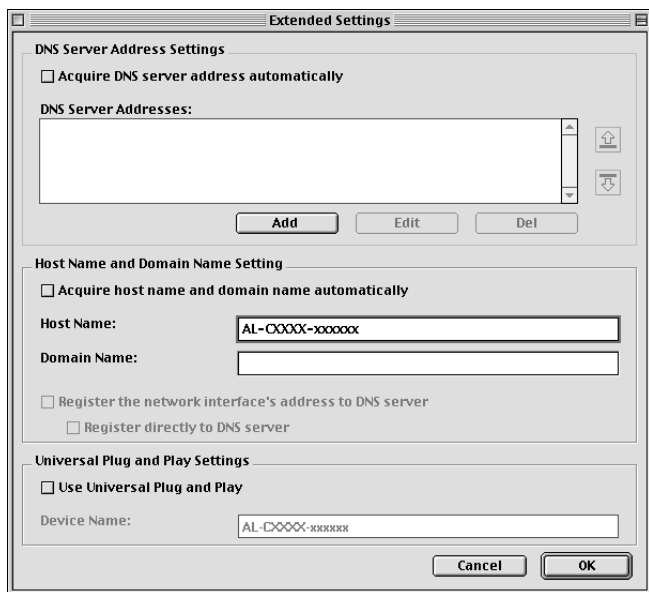 Extended Settings
DNS Server Address Settings
Acquire DNS server address automatically
DNS Server Addresses:
Add Edit Del
Host Name and Domain Name Setting
Acquire host name and domain name automatically
Host Name: AL-CXXXX-xxxxxx
Domain Name:
Register the network interface's address to DNS server
Register directly to DNS server
Universal Plug and Play Settings
Use Universal Plug and Play
Device Name: AL-CXXXX-xxxxxx
Cancel OK